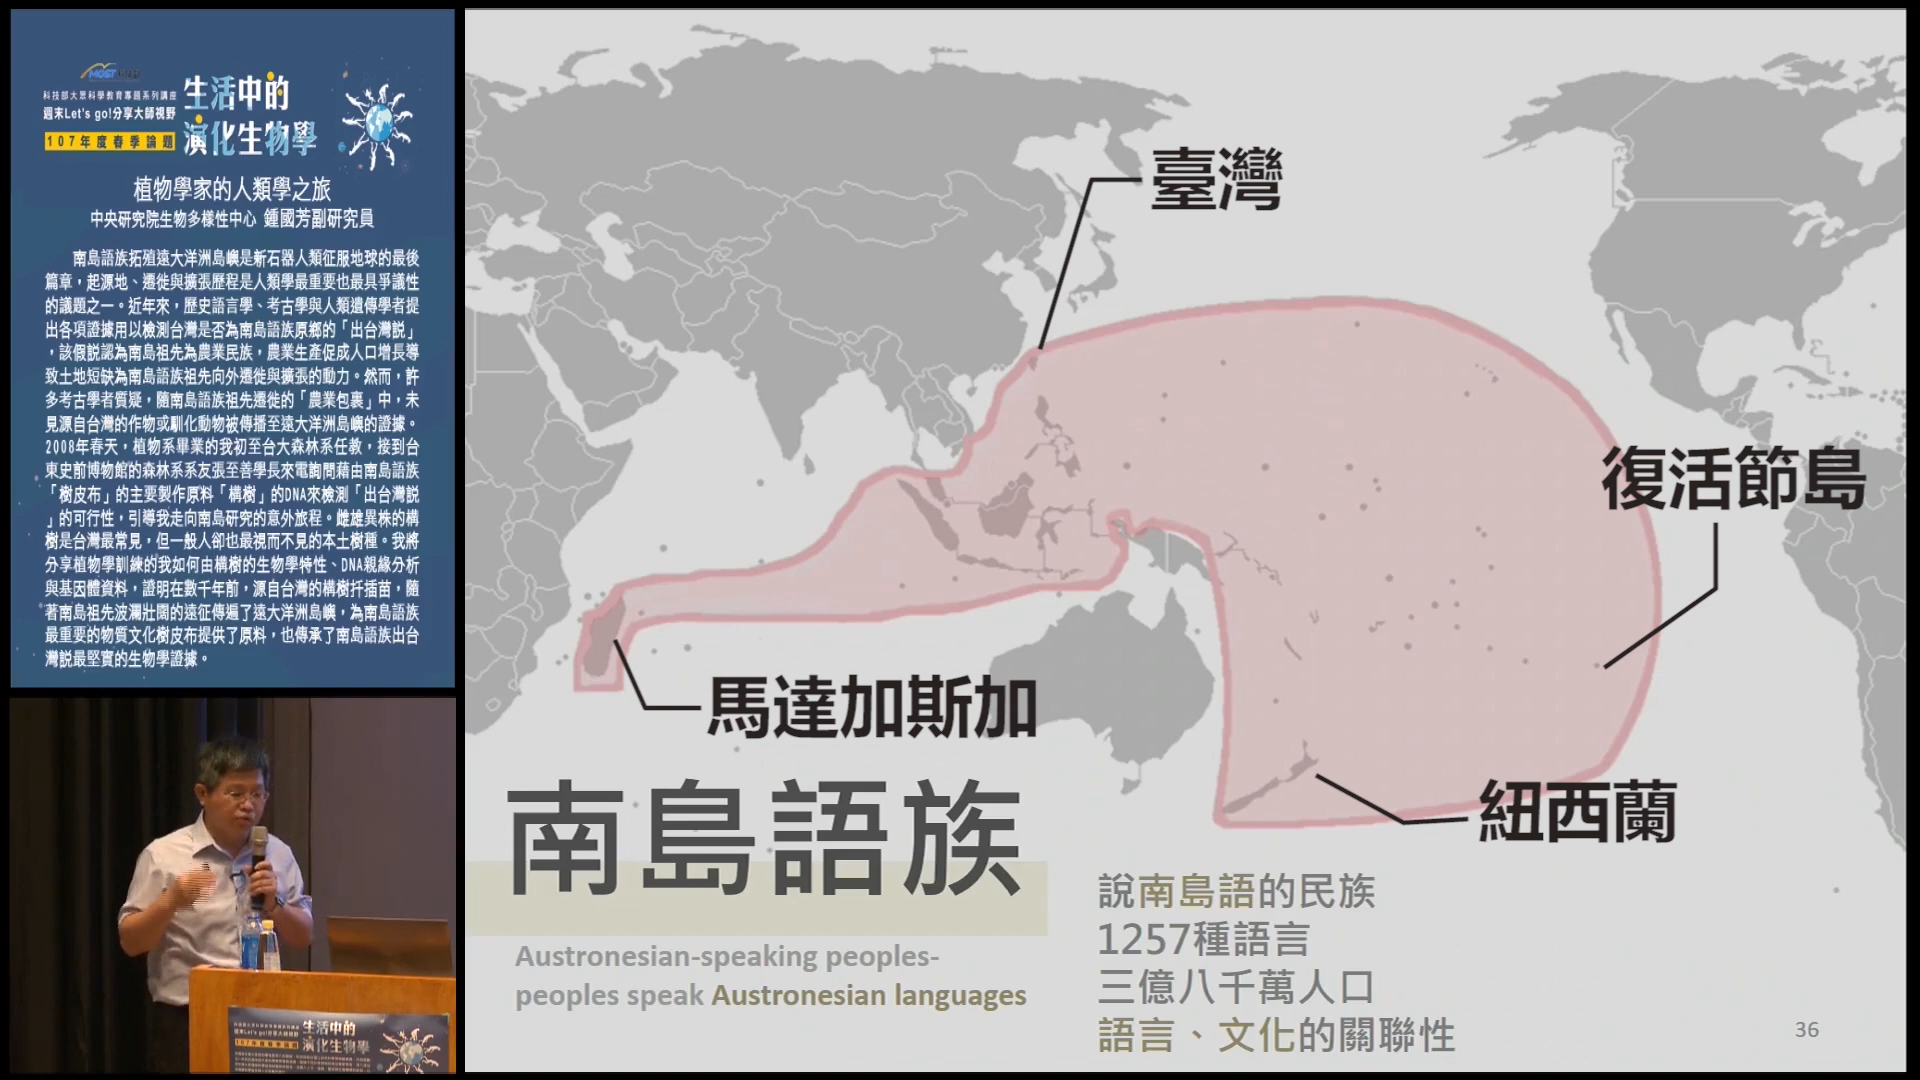 MOST 科技部
科技部大眾科學教育專題系列講座
週末Let's go!分享大師視野
107年度春季論題
生活中的
演化生物學
植物學家的人類學之旅
中央研究院生物多樣性中心 鍾國芳副研究員
南島語族拓殖遠大洋洲島嶼是新石器人類征服地球的最後
篇章，起源地、遷徙與擴張歷程是人類學最重要也最具爭議性
的議題之一。近年來，歷史語言學、考古學與人類遺傳學者提
出各項證據用以檢測台灣是否為南島語族原鄉的「出台灣說」
，該假說認為南島祖先為農業民族，農業生產促成人口增長導
致土地短缺為南島語族祖先向外遷徙與擴張的動力。然而，許
多考古學者質疑，隨南島語族祖先遷徙的「農業包裹」中，未
見源自台灣的作物或馴化動物被傳播至遠大洋洲島嶼的證據。
2008年春天，植物系畢業的我初至台大森林系任教，接到台
東史前博物館的森林系系友張至善學長來電詢問藉由南島語族
「樹皮布」的主要製作原料「構樹」的DNA來檢測「出台灣說
」的可行性，引導我走向南島研究的意外旅程。雌雄異株的構
樹是台灣最常見，但一般人卻也最視而不見的本土樹種。我將
分享植物學訓練的我如何由構樹的生物學特性、DNA親緣分析
與基因體資料，證明在數千年前，源自台灣的構樹扦插苗，隨
著南島祖先波瀾壯闊的遠征傳遍了遠大洋洲島嶼，為南島語族
最重要的物質文化樹皮布提供了原料，也傳承了南島語族出台
灣說最堅實的生物學證據。
臺灣
復活節島
馬達加斯加
紐西蘭
南島語族
Austronesian-speaking peoples-
peoples speak Austronesian languages
說南島語的民族
1257種語言
三億八千萬人口
語言、文化的關聯性
36
生活中的
演化生物學